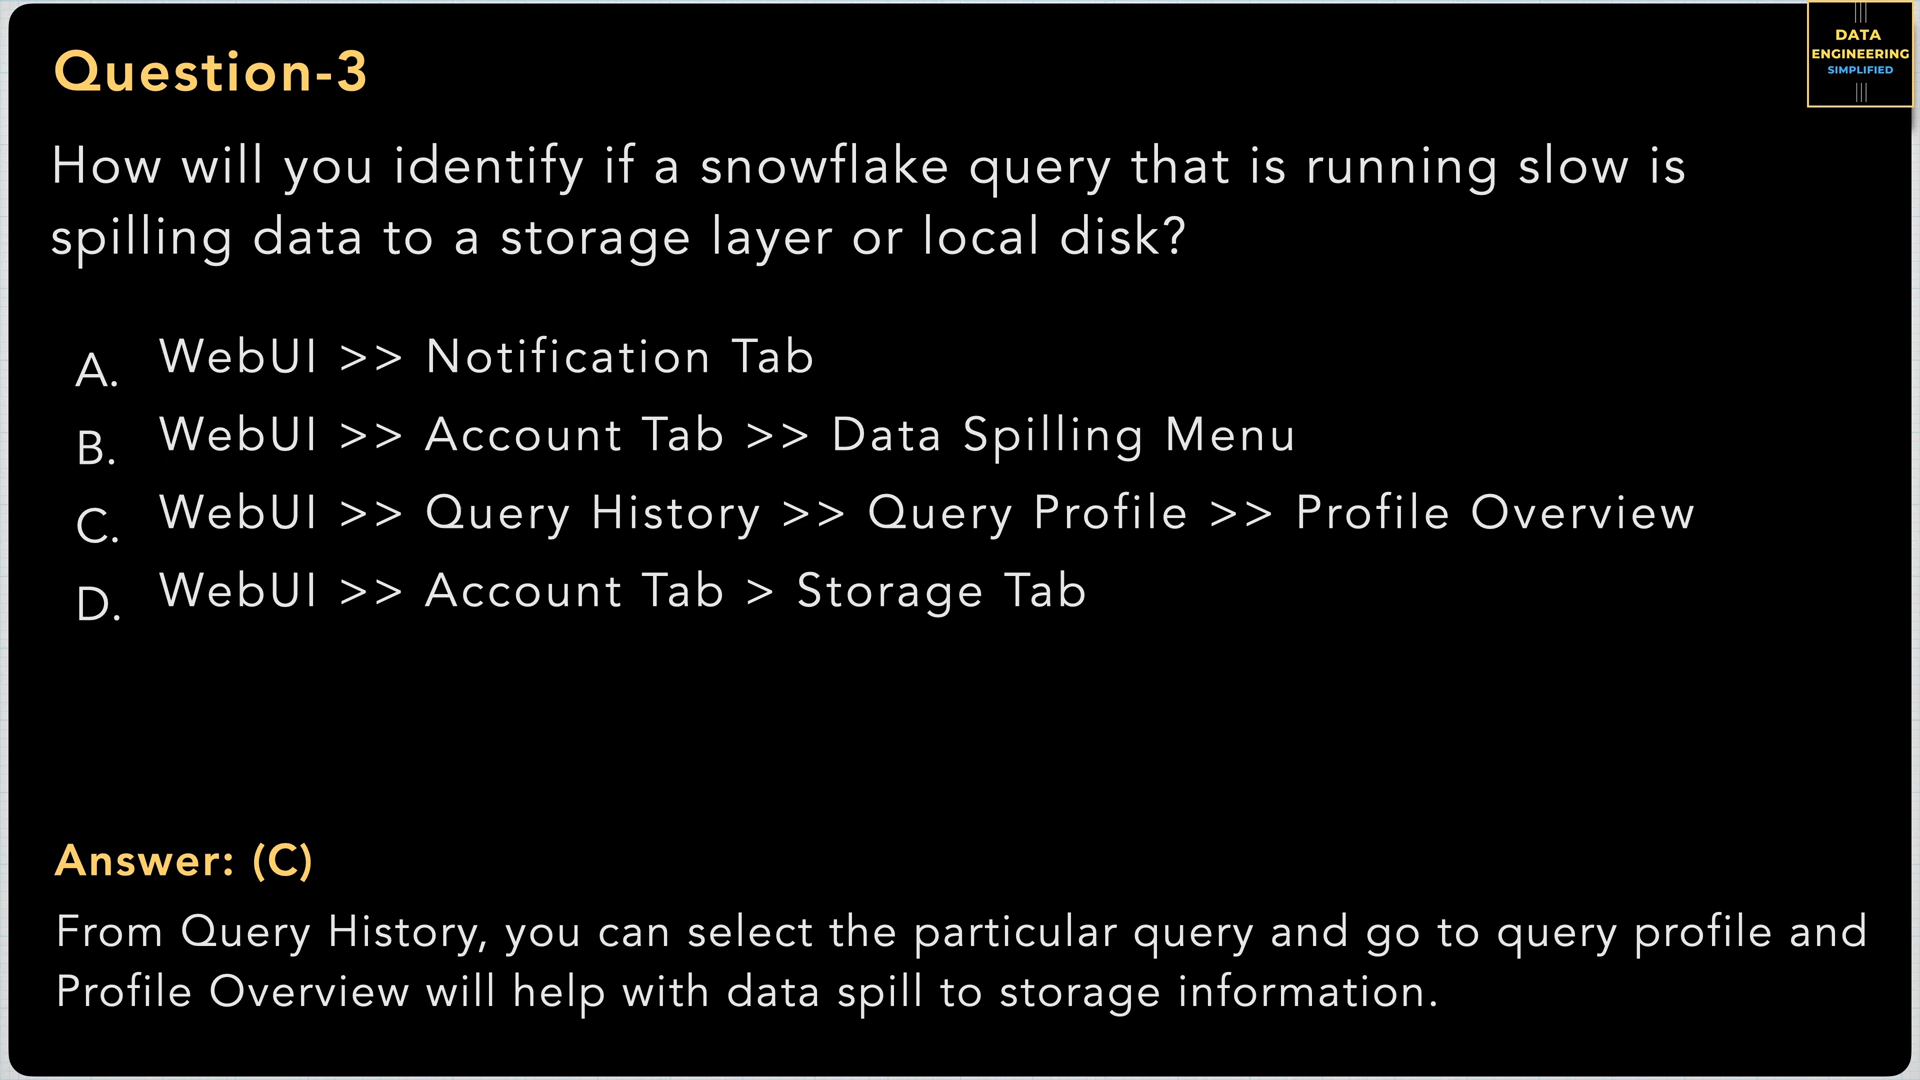 DATA
ENGINEERING
SIMPLIFIED
Question-3
How will you identify if a snowflake query that is running slow is
spilling data to a storage layer or local disk?
A. WebUI >> Notification Tab
B. WebUI >> Account Tab >> Data Spilling Menu
C. WebUI >> Query History >> Query Profile >> Profile Overview
D. WebUI >> Account Tab > Storage Tab
Answer: (C)
From Query History, you can select the particular query and go to query profile and
Profile Overview will help with data spill to storage information.